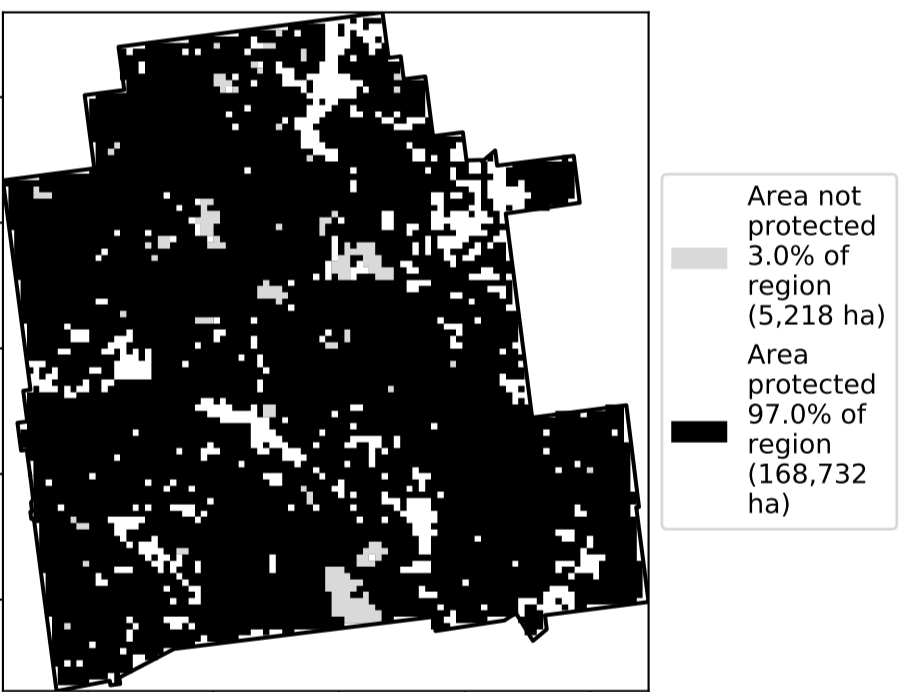 Area not
protected
3.0% of
region
(5,218 ha)
Area
protected
97.0% of
region
(168,732
ha)